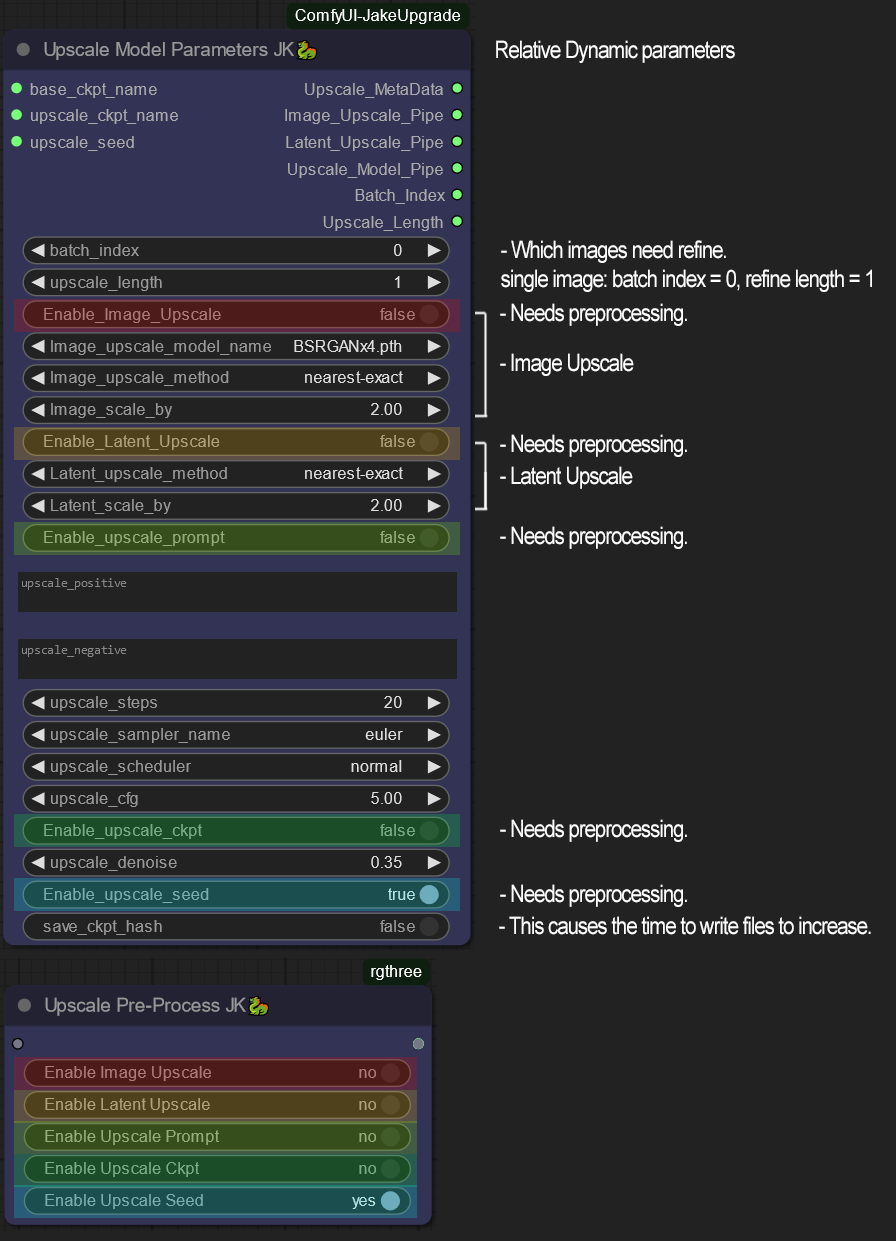 ComfyUI-JakeUpgrade
Upscale Model Parameters JK🐉
Relative Dynamic parameters
base_ckpt_name Upscale_MetaData
upscale_ckpt_name Image_Upscale_Pipe
upscale_seed Latent_Upscale_Pipe
Upscale_Model_Pipe
Batch_Index
Upscale_Length
batch_index 0 - Which images need refine.
upscale_length 1 single image: batch index = 0, refine length = 1
Enable_Image_Upscale false - Needs preprocessing.
Image_upscale_model_name BSRGANx4.pth
- Image Upscale
Image_upscale_method nearest-exact
Image_scale_by 2.00
Enable_Latent_Upscale false - Needs preprocessing.
Latent_upscale_method nearest-exact - Latent Upscale
Latent_scale_by 2.00
Enable_upscale_prompt false - Needs preprocessing.
upscale_positive
upscale_negative
upscale_steps 20
upscale_sampler_name euler
upscale_scheduler normal
upscale_cfg 5.00
Enable_upscale_ckpt false - Needs preprocessing.
upscale_denoise 0.35
Enable_upscale_seed true - Needs preprocessing.
save_ckpt_hash false - This causes the time to write files to increase.
rgthree
Upscale Pre-Process JK🐉
Enable Image Upscale no
Enable Latent Upscale no
Enable Upscale Prompt no
Enable Upscale Ckpt no
Enable Upscale Seed yes